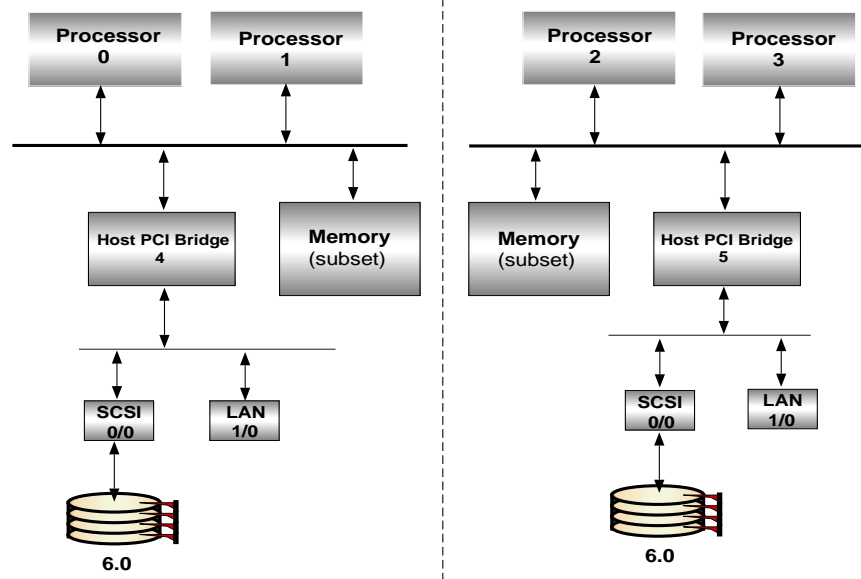 Processor
0
Processor
1
Host PCI Bridge
4
Memory
(subset)
SCSI
0/0
LAN
1/0
6.0
Processor
2
Processor
3
Memory
(subset)
Host PCI Bridge
5
SCSI
0/0
LAN
1/0
6.0